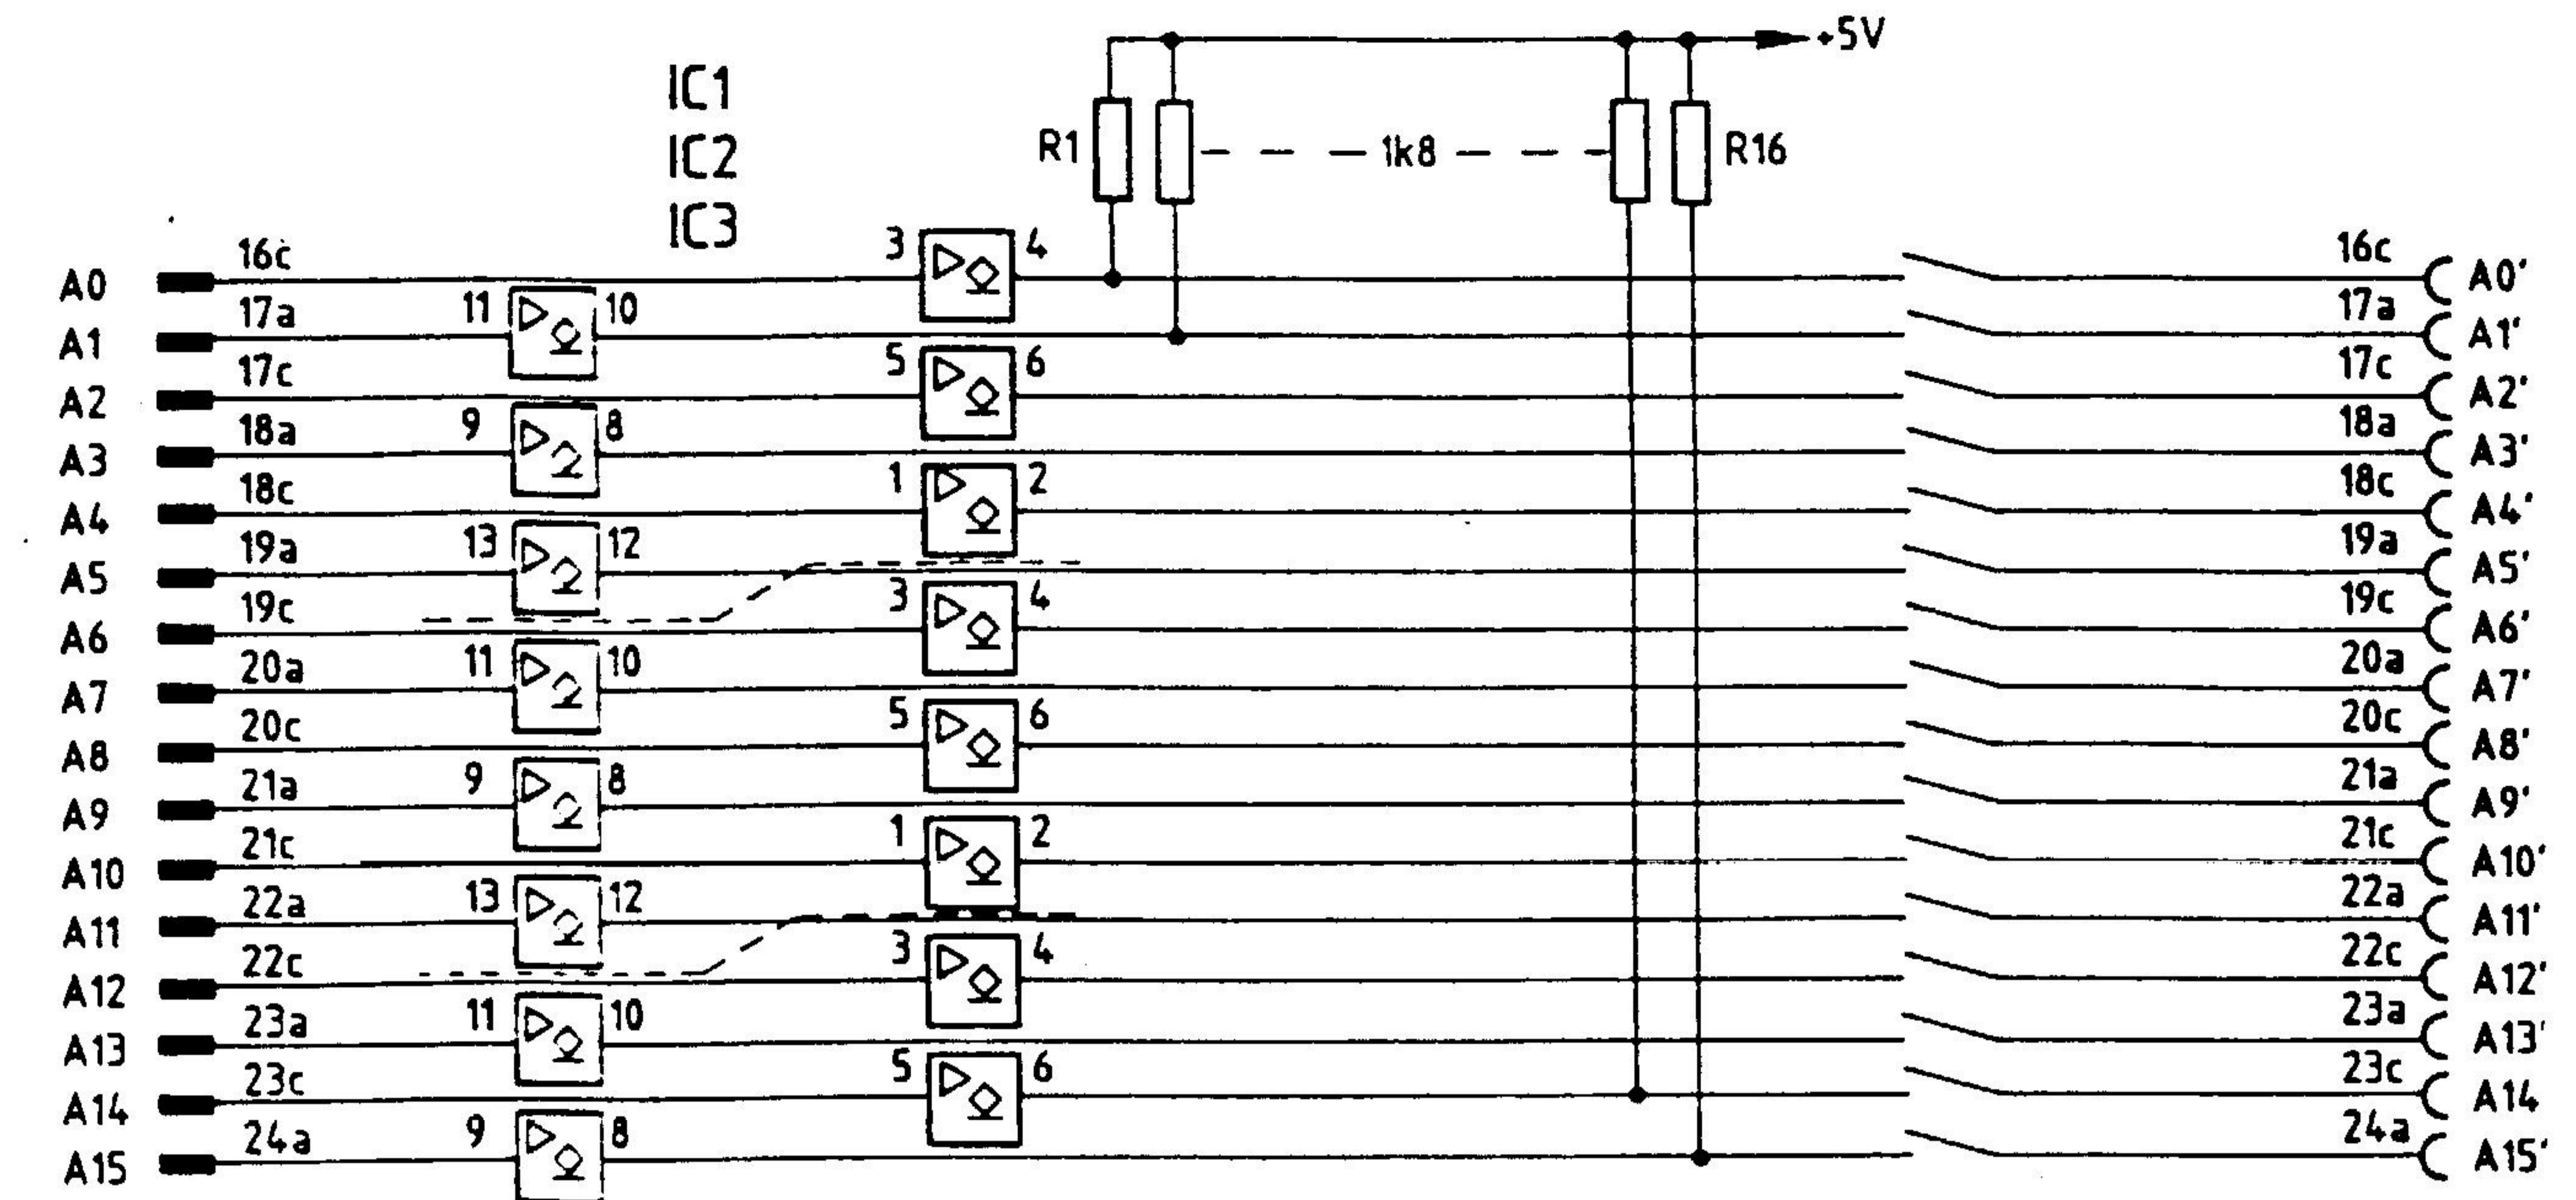 +5V
IC1
IC2
IC3
R1 1k8 R16
A0 16c 3 4 16c A0'
A1 17a 11 10 17a A1'
A2 17c 5 6 17c A2'
A3 18a 9 8 18a A3'
A4 18c 1 2 18c A4'
A5 19a 13 12 19a A5'
A6 19c 3 4 19c A6'
A7 20a 11 10 20a A7'
A8 20c 5 6 20c A8'
A9 21a 9 8 21a A9'
A10 21c 1 2 21c A10'
A11 22a 13 12 22a A11'
A12 22c 3 4 22c A12'
A13 23a 11 10 23a A13'
A14 23c 5 6 23c A14
A15 24a 9 8 24a A15'